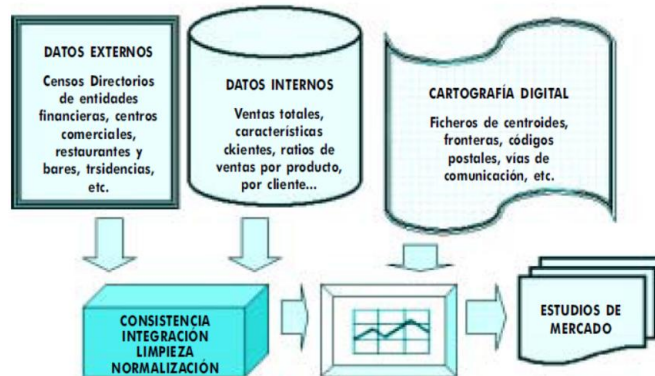 DATOS EXTERNOS
Censos Directorios
de entidades
financieras, centros
comerciales,
restaurantes y
bares, trsidencias,
etc.
DATOS INTERNOS
Ventas totales,
características
ckientes, ratios de
ventas por producto,
por cliente...
CARTOGRAFÍA DIGITAL
Ficheros de centroides,
fronteras, códigos
postales, vías de
comunicación, etc.
CONSISTENCIA
INTEGRACIÓN
LIMPIEZA
NORMALIZACIÓN
ESTUDIOS DE
MERCADO